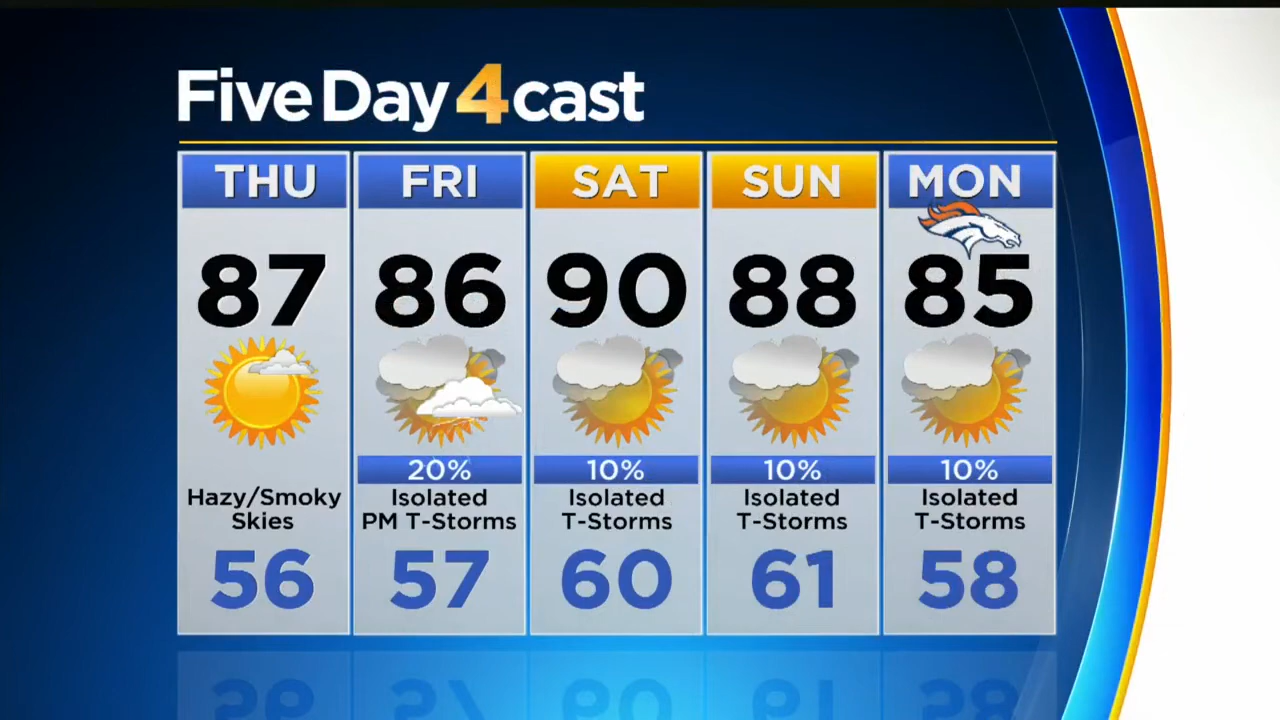 Five Day 4cast
THU FRI SAT SUN MON
87 86 90 88 85
20% 10% 10% 10%
Hazy/Smoky Isolated Isolated Isolated Isolated
Skies PM T-Storms T-Storms T-Storms T-Storms
56 57 60 61 58